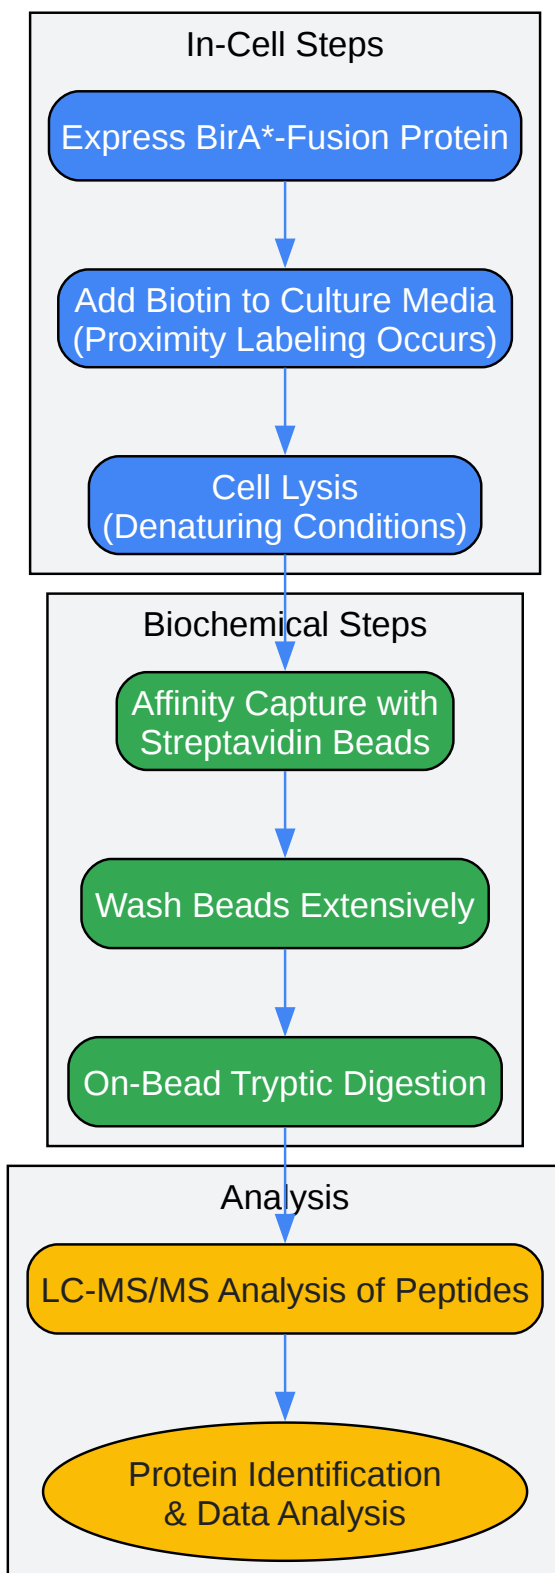 In-Cell Steps
Express BirA*-Fusion Protein
Add Biotin to Culture Media
(Proximity Labeling Occurs)
Cell Lysis
(Denaturing Conditions)
Biochemical Steps
Affinity Capture with
Streptavidin Beads
Wash Beads Extensively
On-Bead Tryptic Digestion
Analysis
LC-MS/MS Analysis of Peptides
Protein Identification
& Data Analysis